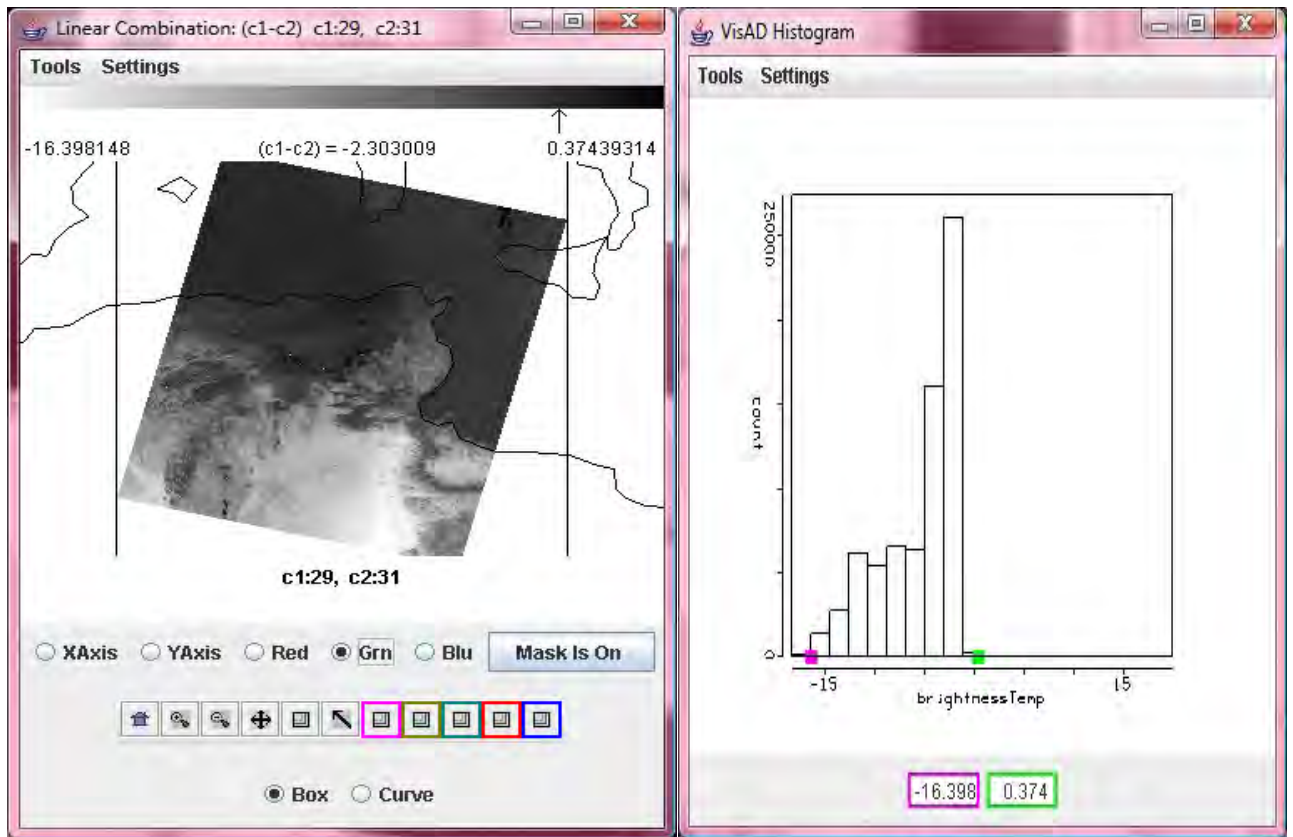 Linear Combination: (c1-c2) c1:29, c2:31
Tools Settings
-16.398148 (c1-c2) = -2.303009 0.37439314
c1:29, c2:31
XAxis YAxis Red Grn Blu Mask Is On
Box Curve
VisAD Histogram
Tools Settings
250000
count
0
-15 15
brightnessTemp
-16.398 0.374